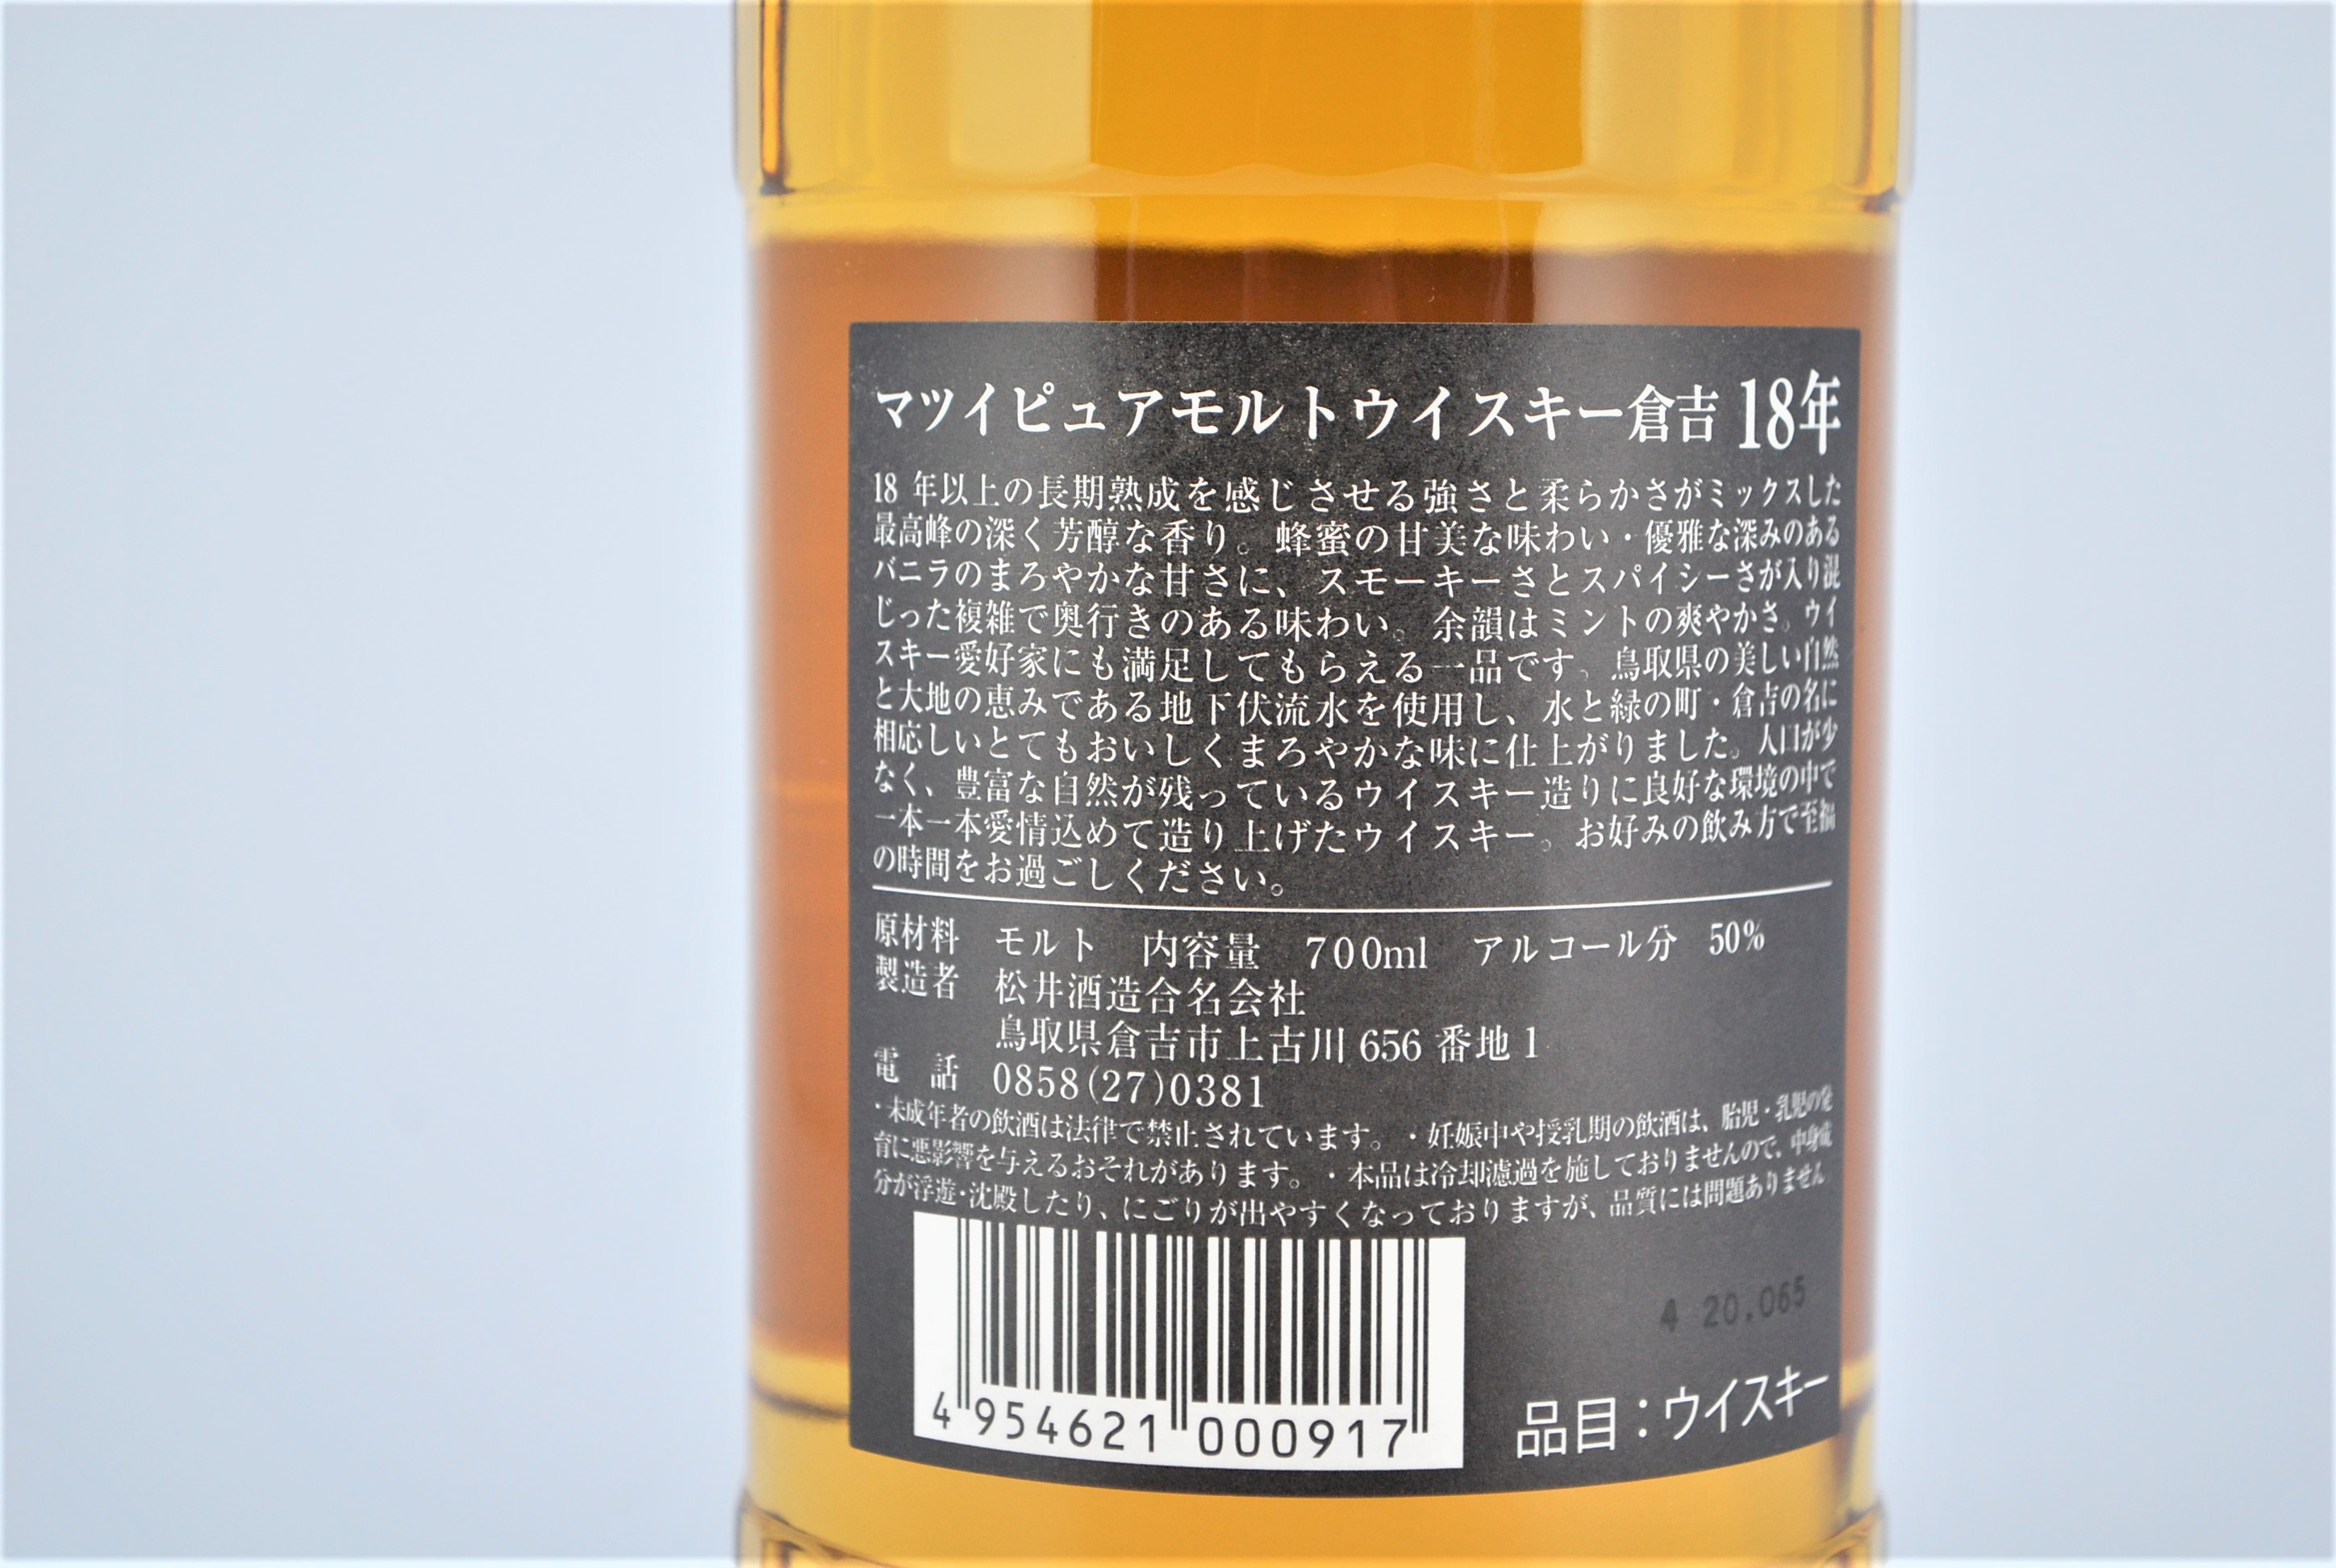 マツイピュアモルトウイスキー倉吉 18年
18 年以上の長期熟成を感じさせる強さと柔らかさがミックスした
最高峰の深く芳醇な香り。蜂蜜の甘美な味わい・優雅な深みのある
バニラのまろやかな甘さに、スモーキーさとスパイシーさが入り混
じった複雑で奥行きのある味わい。余韻はミントの爽やかさ。ウイ
スキー愛好家にも満足してもらえる一品です。鳥取県の美しい自然
と大地の恵みである地下伏流水を使用し、水と緑の町・倉吉の名に
相応しいとてもおいしくまろやかな味に仕上がりました。人口が少
なく、豊富な自然が残っているウイスキー造りに良好な環境の中で
一本一本愛情込めて造り上げたウイスキー。お好みの飲み方で至福
の時間をお過ごしください。
原材料 モルト 内容量 700ml アルコール分 50%
製造者 松井酒造合名会社
鳥取県倉吉市上古川 656 番地 1
電 話 0858(27)0381
・未成年者の飲酒は法律で禁止されています。・妊娠中や授乳期の飲酒は、胎児・乳児の発
育に悪影響を与えるおそれがあります。・本品は冷却濾過を施しておりませんので、中身成
分が浮遊・沈殿したり、にごりが出やすくなっておりますが、品質には問題ありません。
4 20.065
4 954621 000917
品目：ウイスキー